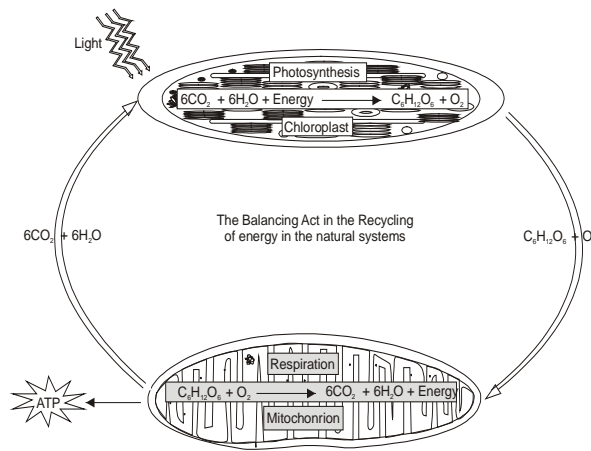 Light
Photosynthesis
6CO₂ + 6H₂O + Energy ⟶ C₆H₁₂O₆ + O₂
Chloroplast
The Balancing Act in the Recycling
of energy in the natural systems
6CO₂ + 6H₂O
C₆H₁₂O₆ + O
Respiration
C₆H₁₂O₆ + O₂ ⟶ 6CO₂ + 6H₂O + Energy
Mitochonrion
ATP